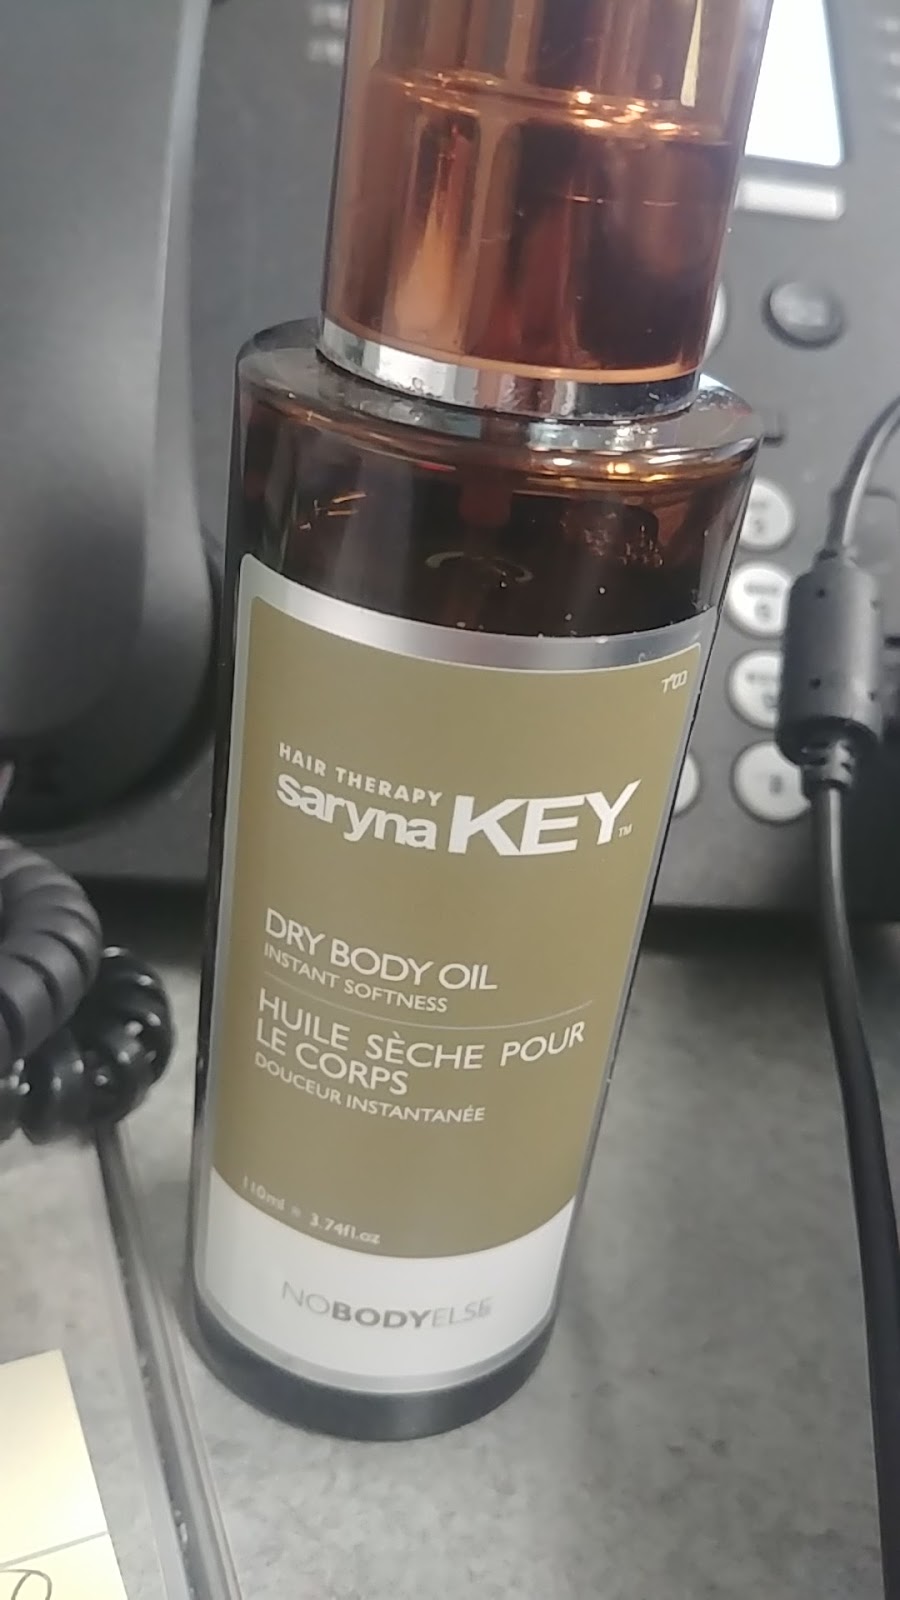 HAIR THERAPY
saryna KEY™
DRY BODY OIL
INSTANT SOFTNESS
HUILE SÈCHE POUR
LE CORPS
DOUCEUR INSTANTANÉE
110ml ℮ 3.74fl.oz
NOBODYELSE